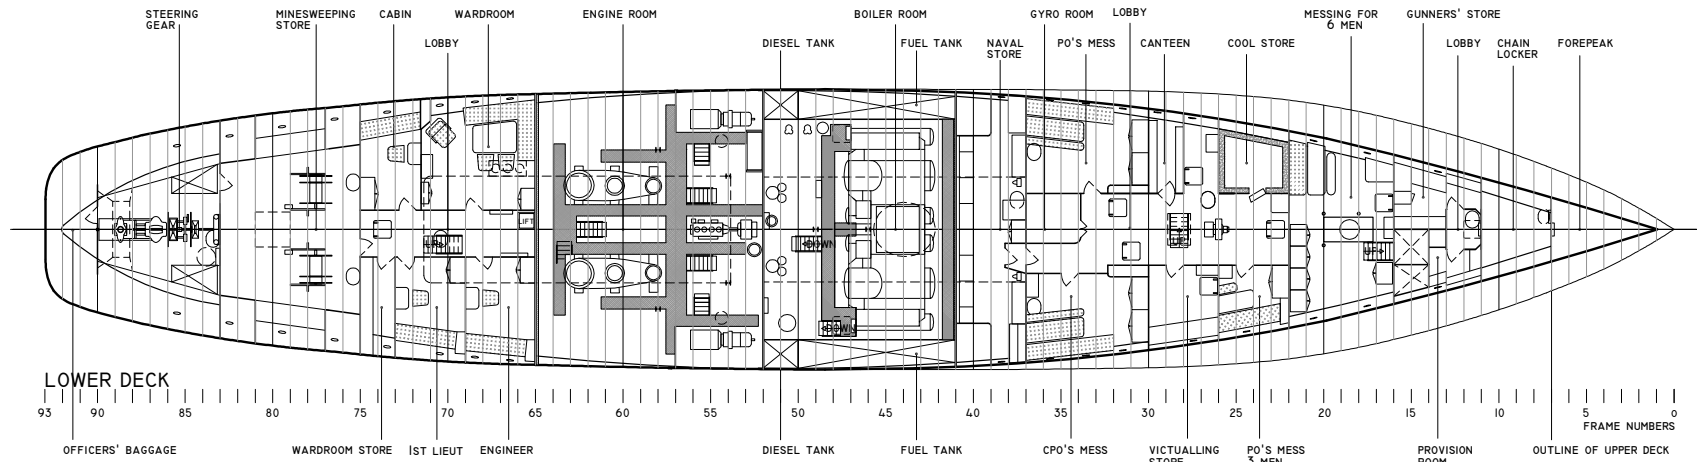 STEERING
GEAR
MINESWEEPING
STORE
CABIN
WARDROOM
ENGINE ROOM
BOILER ROOM
GYRO ROOM
LOBBY
MESSING FOR
6 MEN
GUNNERS' STORE
LOBBY
DIESEL TANK
FUEL TANK
NAVAL
STORE
PO'S MESS
CANTEEN
COOL STORE
LOBBY
CHAIN
LOCKER
FOREPEAK
LIFT
UP
DOWN
UP
UP
DOWN
LOWER DECK
93 90 85 80 75 70 65 60 55 50 45 40 35 30 25 20 15 10 5 0
FRAME NUMBERS
OFFICERS' BAGGAGE
WARDROOM STORE
1ST LIEUT
ENGINEER
DIESEL TANK
FUEL TANK
CPO'S MESS
VICTUALLING
STORE
PO'S MESS
3 MEN
PROVISION
ROOM
OUTLINE OF UPPER DECK